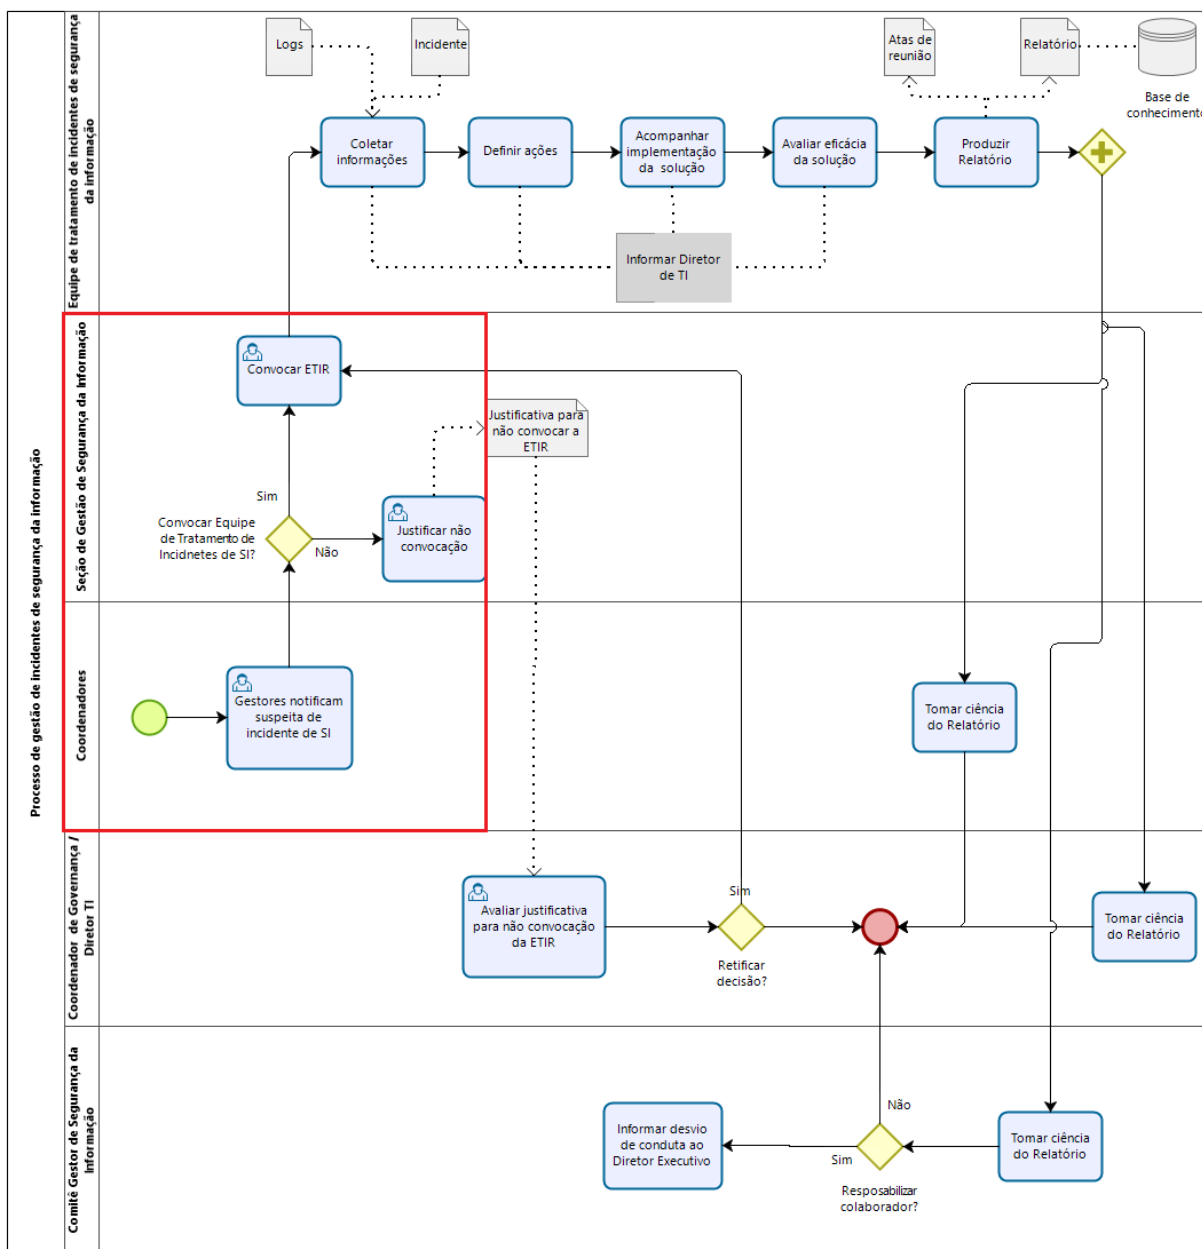 Processo de gestão de incidentes de segurança da informação
Equipe de tratamento de incidentes de segurança
da informação
Logs
Incidente
Atas de
reunião
Relatório
Base de
conhecimento
Coletar
informações
Definir ações
Acompanhar
implementação
da solução
Avaliar eficácia
da solução
Produzir
Relatório
Informar Diretor
de TI
Seção de Gestão de Segurança da Informação
Convocar ETIR
Justificativa para
não convocar a
ETIR
Sim
Convocar Equipe
de Tratamento de
Incidnetes de SI?
Não
Justificar não
convocação
Coordenadores
Gestores notificam
suspeita de
incidente de SI
Tomar ciência
do Relatório
Coordenador de Governança /
Diretor TI
Avaliar justificativa
para não convocação
da ETIR
Sim
Retificar
decisão?
Tomar ciência
do Relatório
Comitê Gestor de Segurança da
Informação
Informar desvio
de conduta ao
Diretor Executivo
Não
Sim
Resposabilizar
colaborador?
Tomar ciência
do Relatório